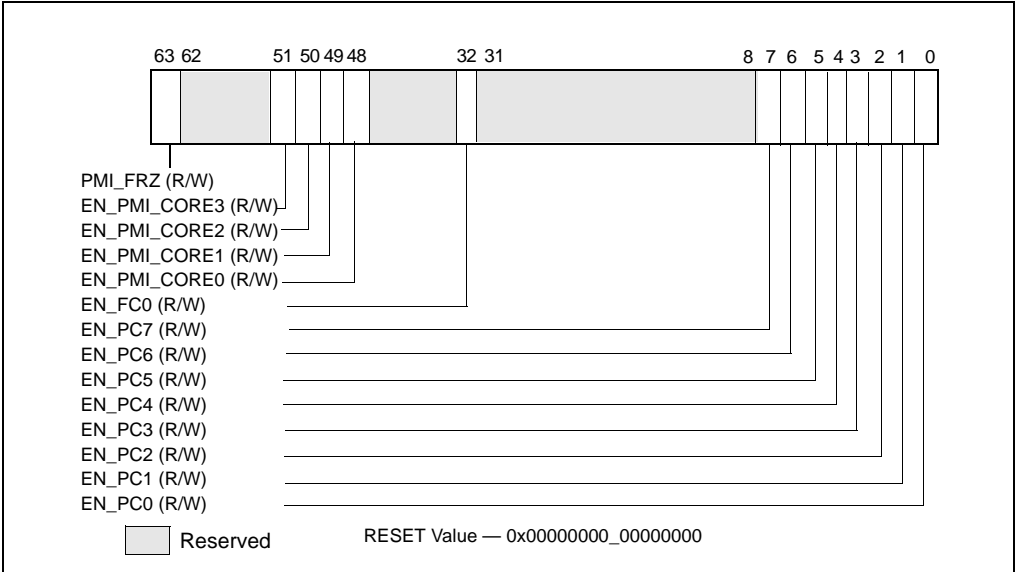 63 62 51 50 49 48 32 31 8 7 6 5 4 3 2 1 0
PMI_FRZ (R/W)
EN_PMI_CORE3 (R/W)
EN_PMI_CORE2 (R/W)
EN_PMI_CORE1 (R/W)
EN_PMI_CORE0 (R/W)
EN_FC0 (R/W)
EN_PC7 (R/W)
EN_PC6 (R/W)
EN_PC5 (R/W)
EN_PC4 (R/W)
EN_PC3 (R/W)
EN_PC2 (R/W)
EN_PC1 (R/W)
EN_PC0 (R/W)
Reserved RESET Value — 0x00000000_00000000